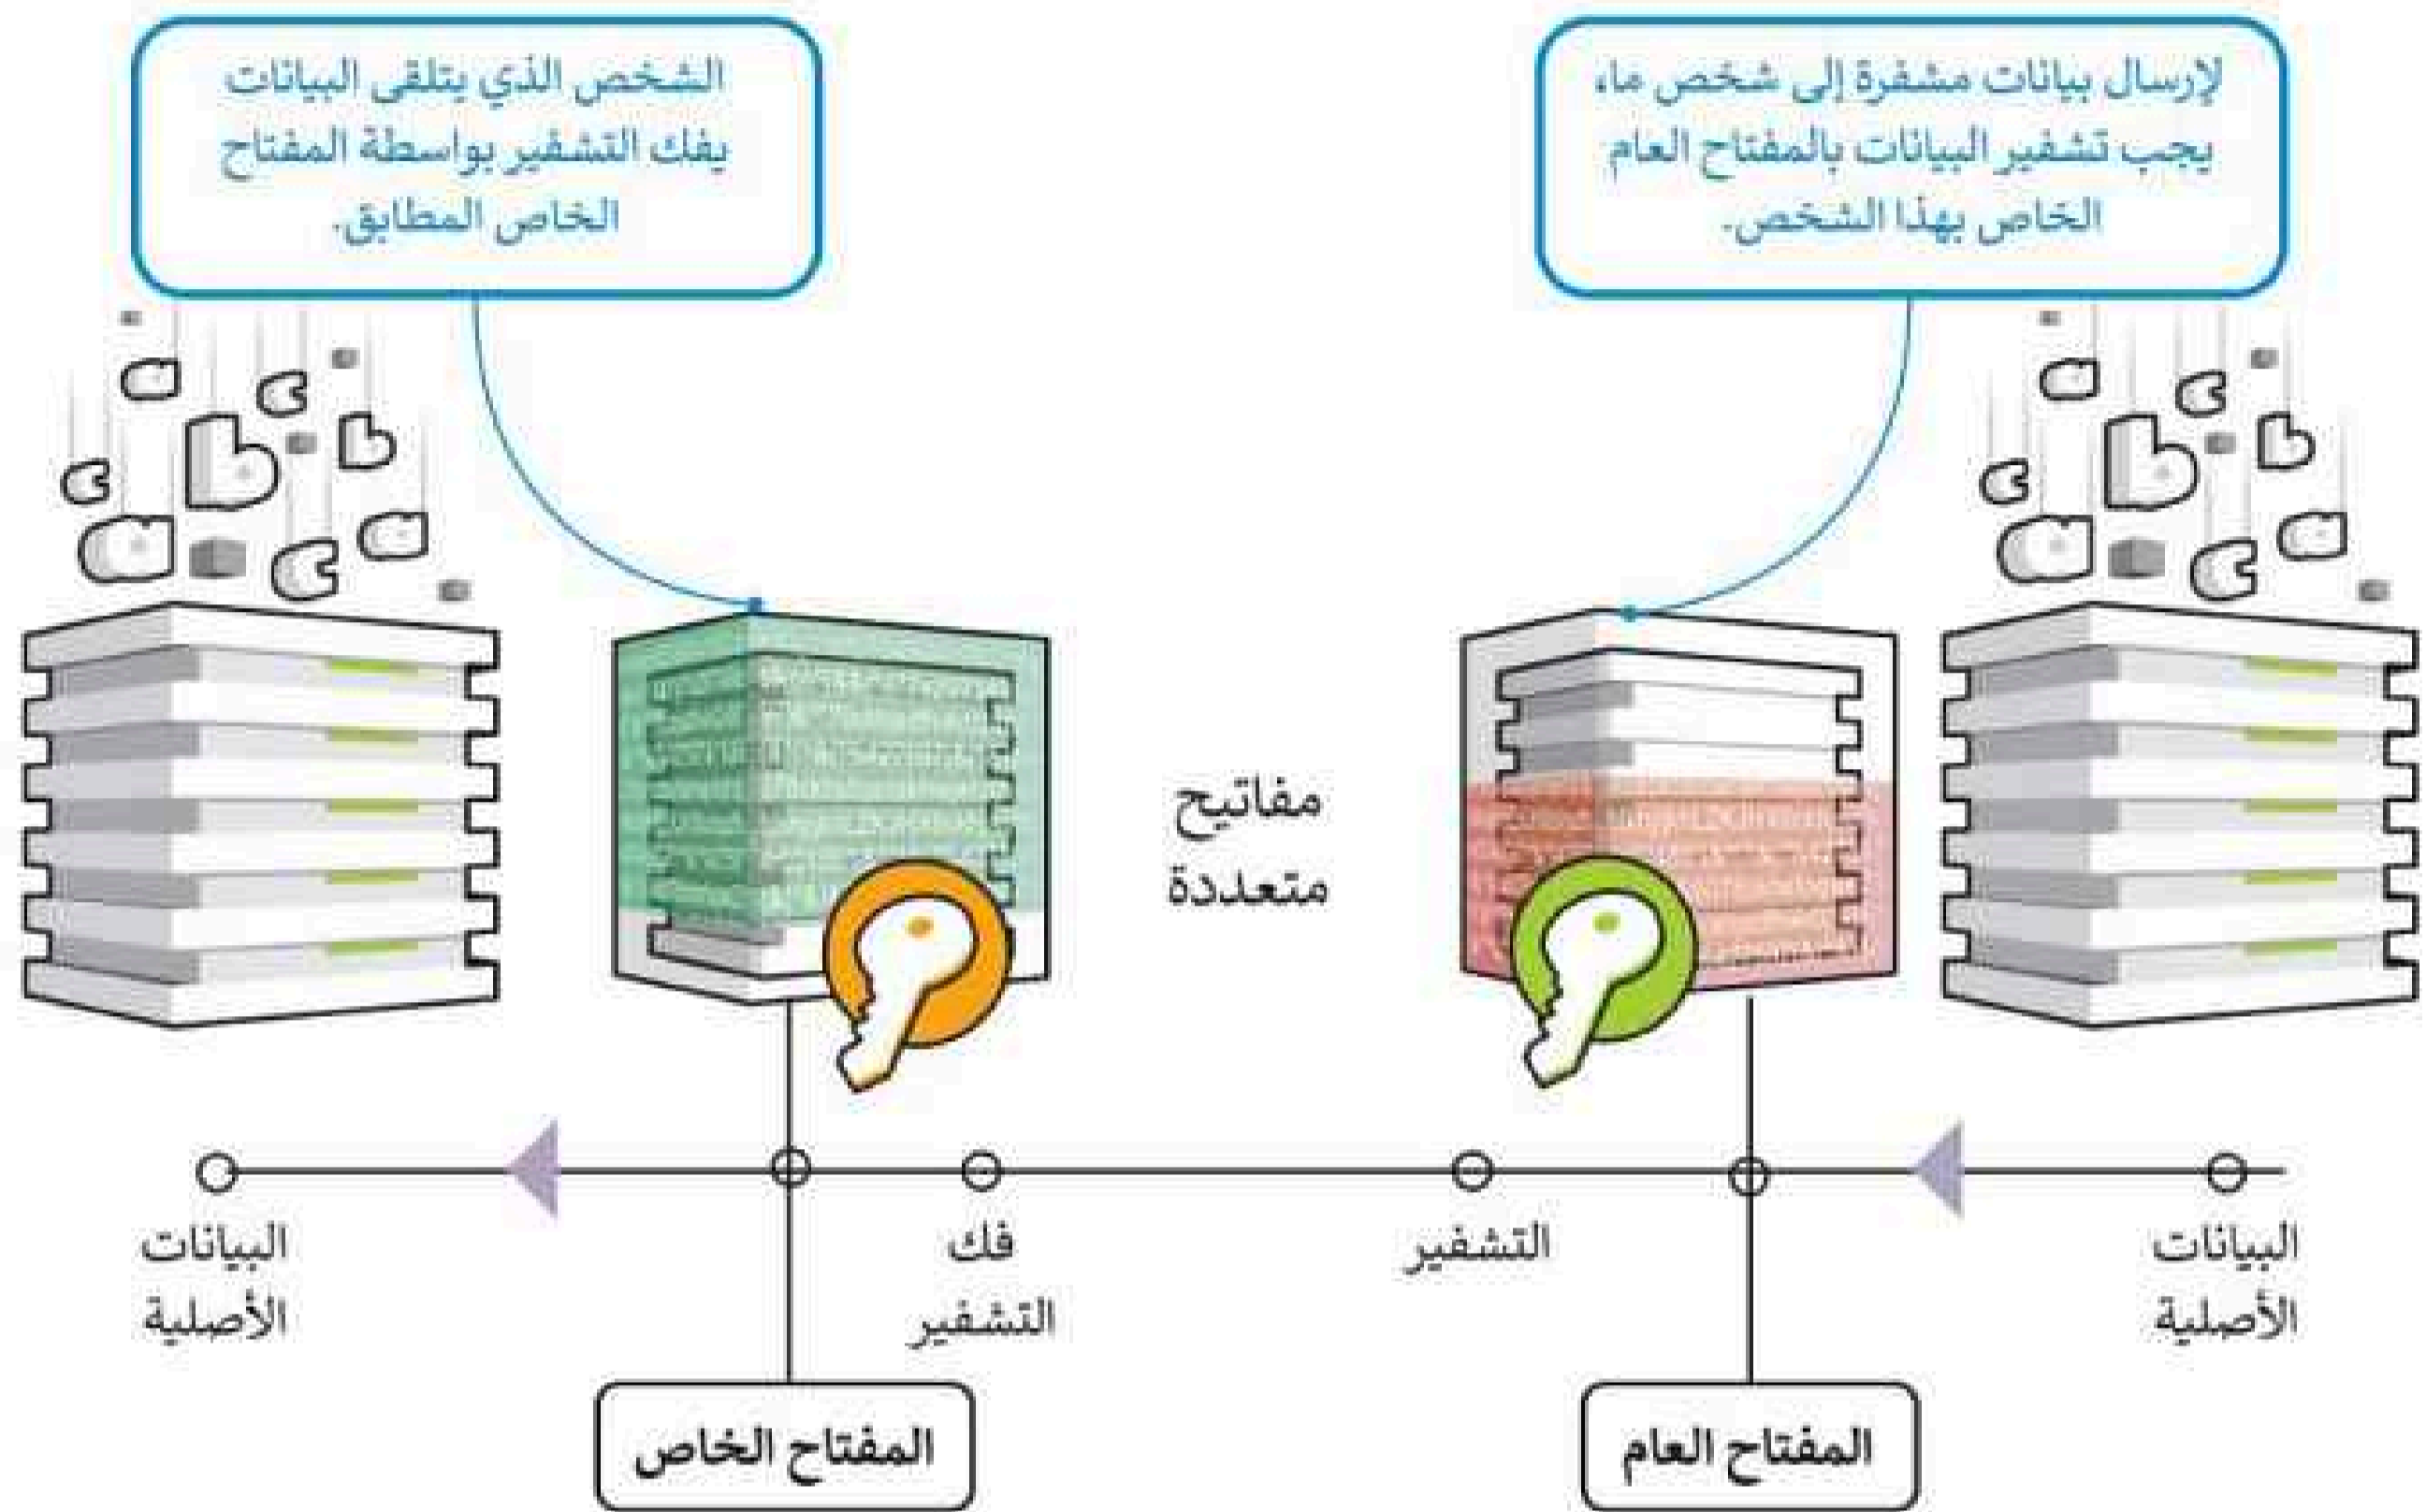 لإرسال بيانات مشفرة إلى شخص ما،
يجب تشفير البيانات بالمفتاح العام
الخاص بهذا الشخص.
الشخص الذي يتلقى البيانات
يفك التشفير بواسطة المفتاح
الخاص المطابق.
مفاتيح
متعددة
البيانات
الأصلية
التشفير
فك
التشفير
البيانات
الأصلية
المفتاح العام
المفتاح الخاص